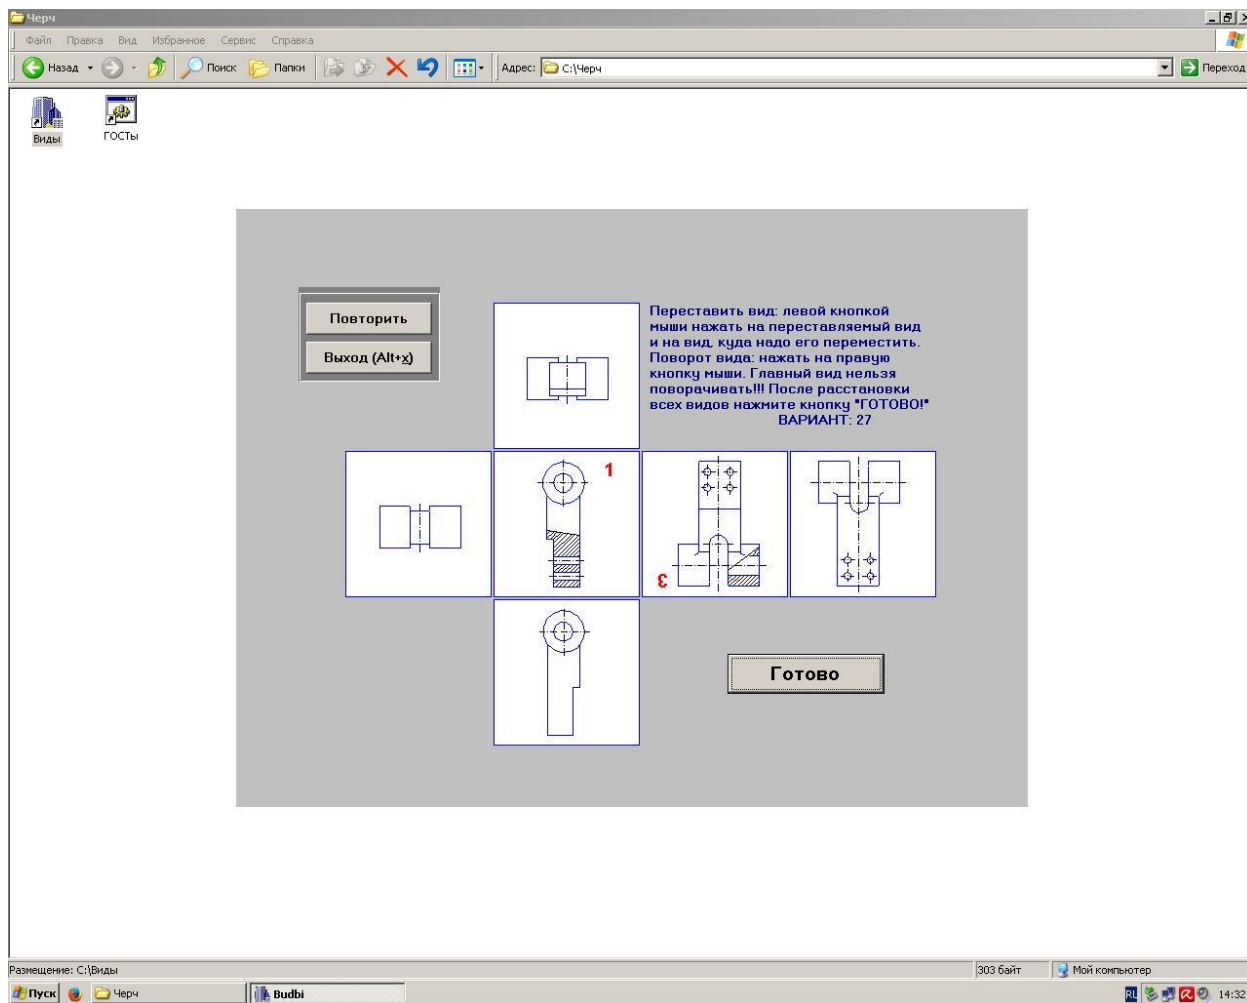 Черч
Файл Правка Вид Избранное Сервис Справка
Назад Поиск Папки Адрес: C:\Черч Переход
Виды
ГОСТы
Повторить
Выход (Alt+x)
Переставить вид: левой кнопкой
мыши нажать на переставляемый вид
и на вид, куда надо его переместить.
Поворот вида: нажать на правую
кнопку мыши. Главный вид нельзя
поворачивать!!! После расстановки
всех видов нажмите кнопку "ГОТОВО!"
ВАРИАНТ: 27
1
3
Готово
Размещение: C:\Виды 303 байт Мой компьютер
Пуск Черч Budbi RL 14:32